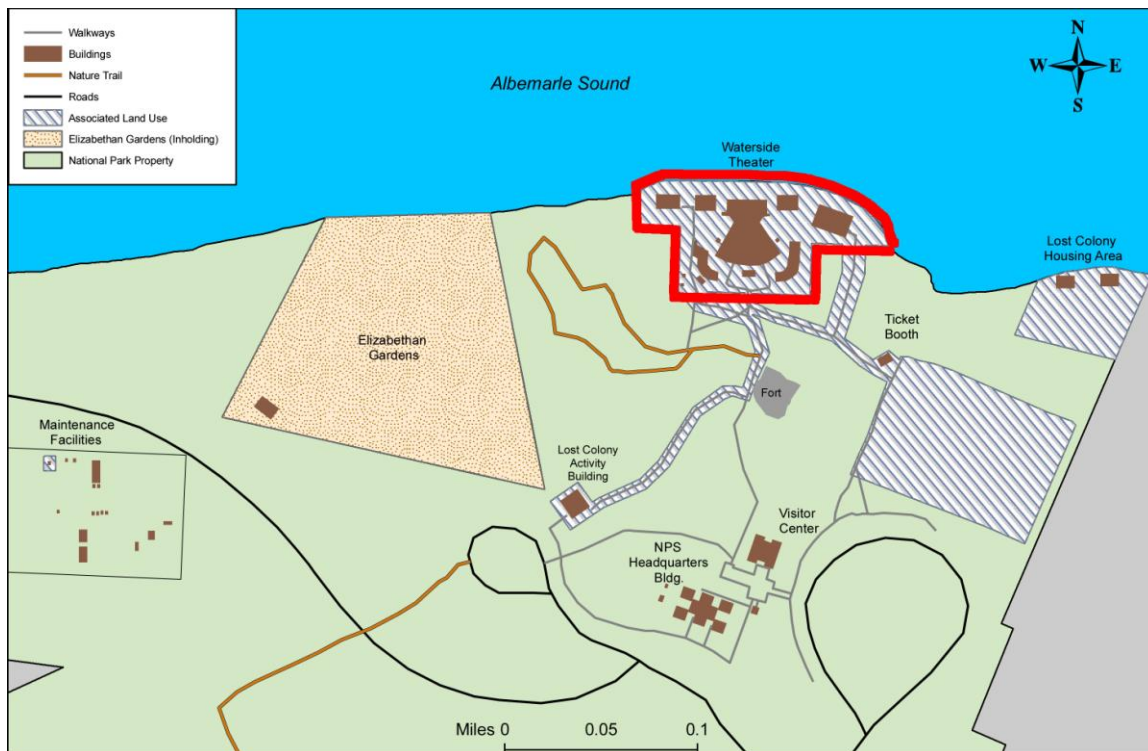 Walkways
Buildings
Nature Trail
Roads
Associated Land Use
Elizabethan Gardens (Inholding)
National Park Property
Albemarle Sound
N
W
E
S
Waterside
Theater
Lost Colony
Housing Area
Ticket
Booth
Elizabethan
Gardens
Fort
Maintenance
Facilities
Lost Colony
Activity
Building
Visitor
Center
NPS
Headquarters
Bldg.
Miles 0 0.05 0.1